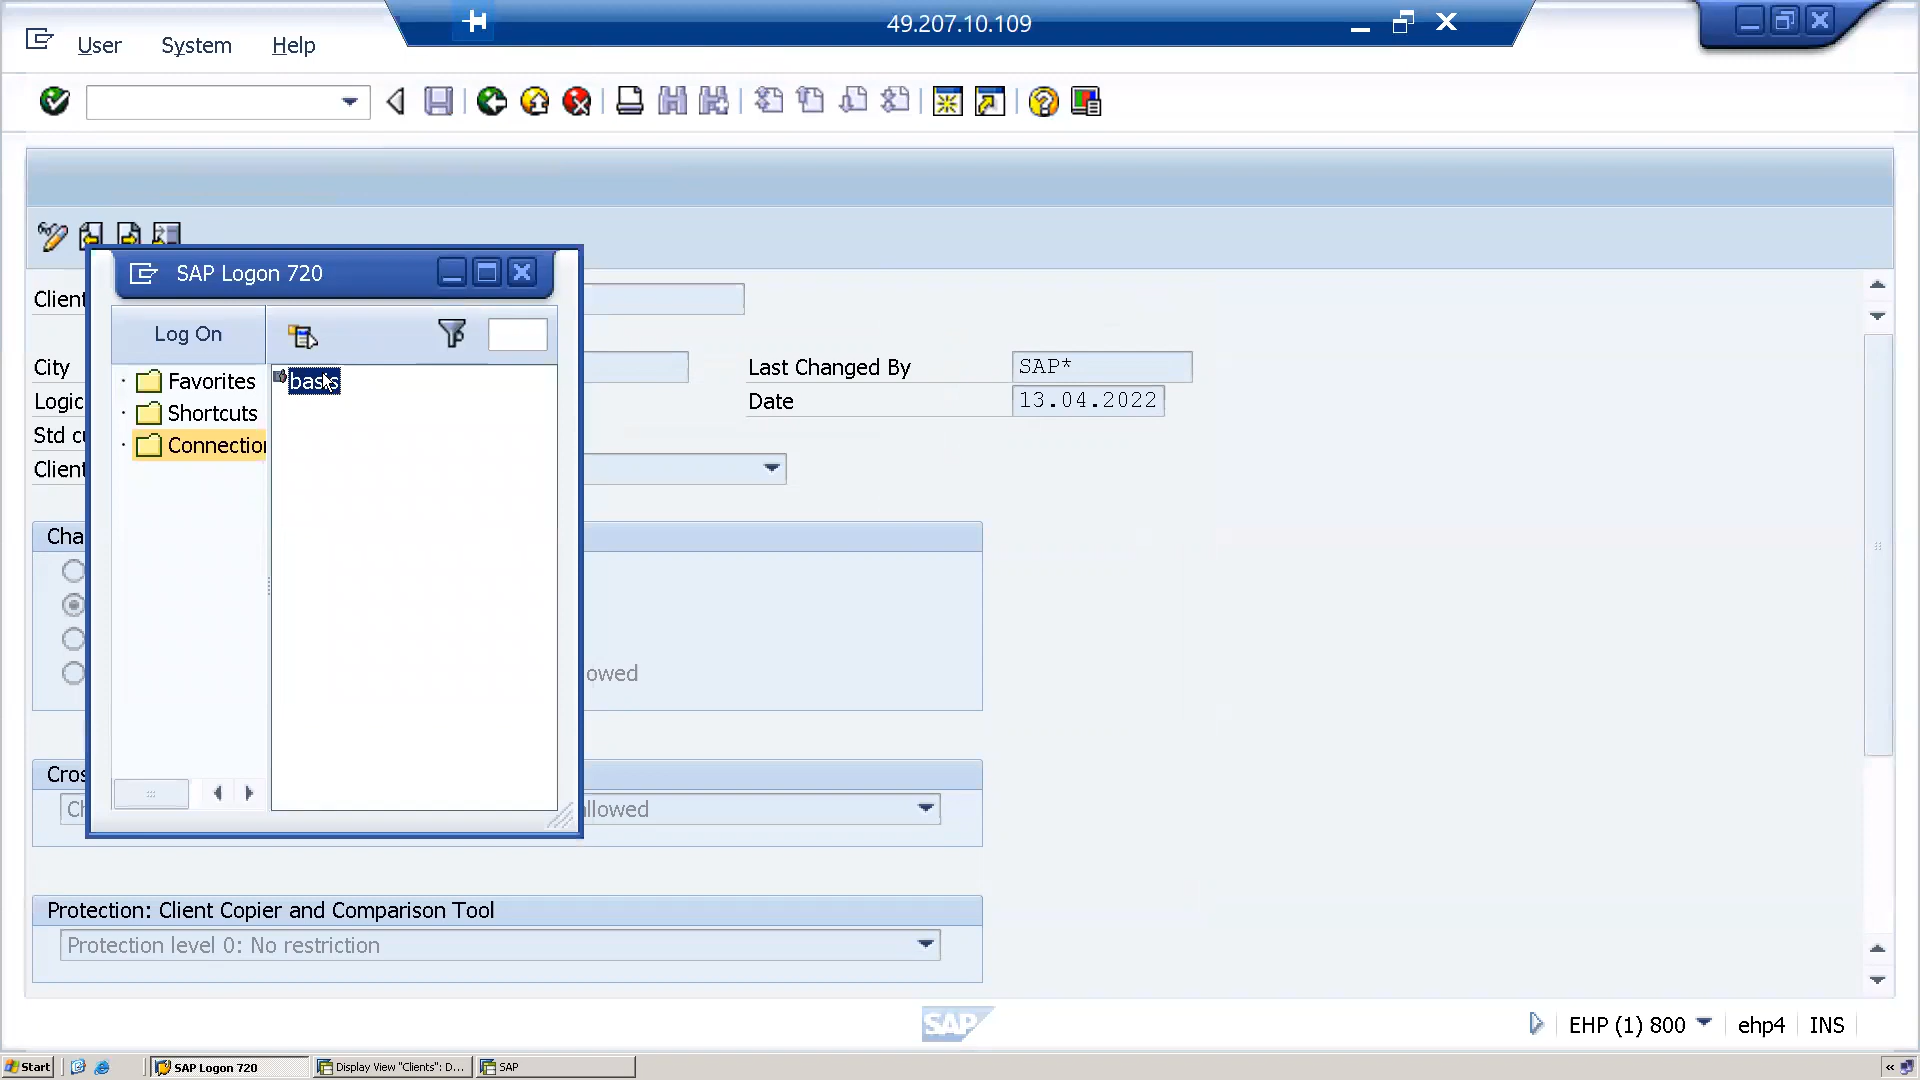 49.207.10.109
User System Help
SAP Logon 720
Log On
Favorites
Shortcuts
Connection
basis
Client
City
Last Changed By SAP*
Logic
Date 13.04.2022
Std cu
Client
Cha
owed
Cros
Ch
llowed
Protection: Client Copier and Comparison Tool
Protection level 0: No restriction
SAP
EHP (1) 800 ehp4 INS
Start SAP Logon 720 Display View "Clients": D... SAP